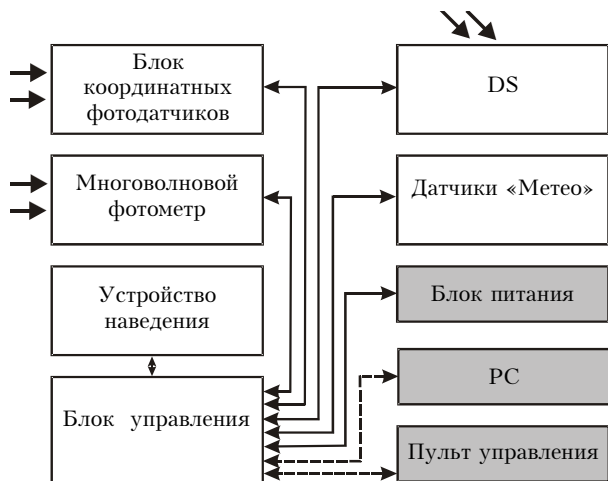 Блок
координатных
фотодатчиков
Многоволновой
фотометр
Устройство
наведения
Блок управления
DS
Датчики «Метео»
Блок питания
PC
Пульт управления